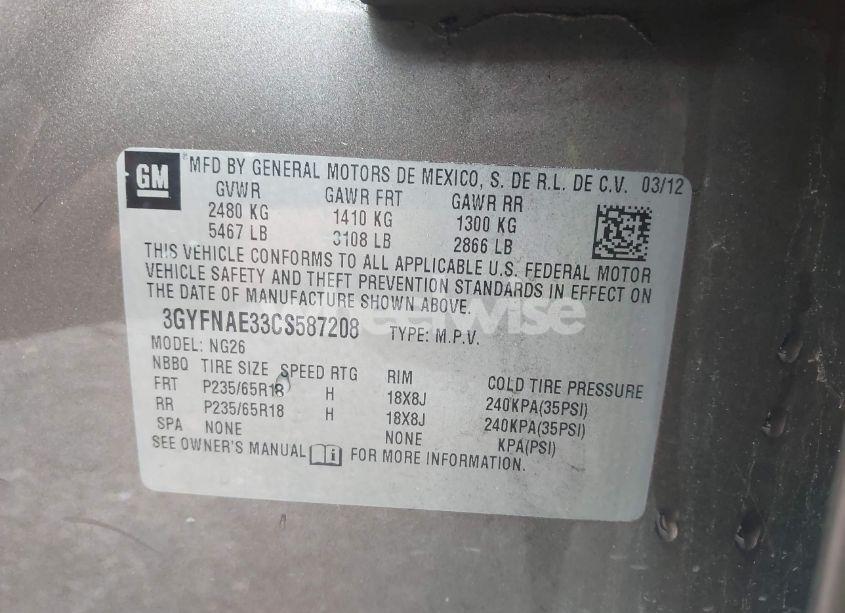 GM
® MFD BY GENERAL MOTORS DE MEXICO, S. DE R.L. DE C.V. 03/12
GVWR GAWR FRT GAWR RR
2480 KG 1410 KG 1300 KG
5467 LB 3108 LB 2866 LB
THIS VEHICLE CONFORMS TO ALL APPLICABLE U.S. FEDERAL MOTOR
VEHICLE SAFETY AND THEFT PREVENTION STANDARDS IN EFFECT ON
THE DATE OF MANUFACTURE SHOWN ABOVE.
3GYFNAE33CS587208 TYPE: M.P.V.
MODEL: NG26
NBBQ TIRE SIZE SPEED RTG RIM COLD TIRE PRESSURE
FRT P235/65R18 H 18X8J 240KPA(35PSI)
RR P235/65R18 H 18X8J 240KPA(35PSI)
SPA NONE NONE KPA(PSI)
SEE OWNER'S MANUAL FOR MORE INFORMATION.